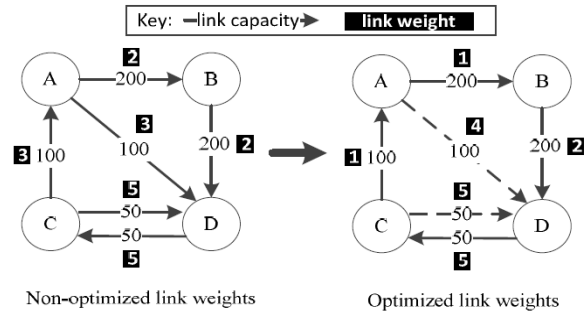 Key: link capacity link weight
2 1
A 200 B A 200 B
3 4
3 100 100 200 2 1 100 100 200 2
5 5
C 50 D C 50 D
50 50
5 5
Non-optimized link weights Optimized link weights